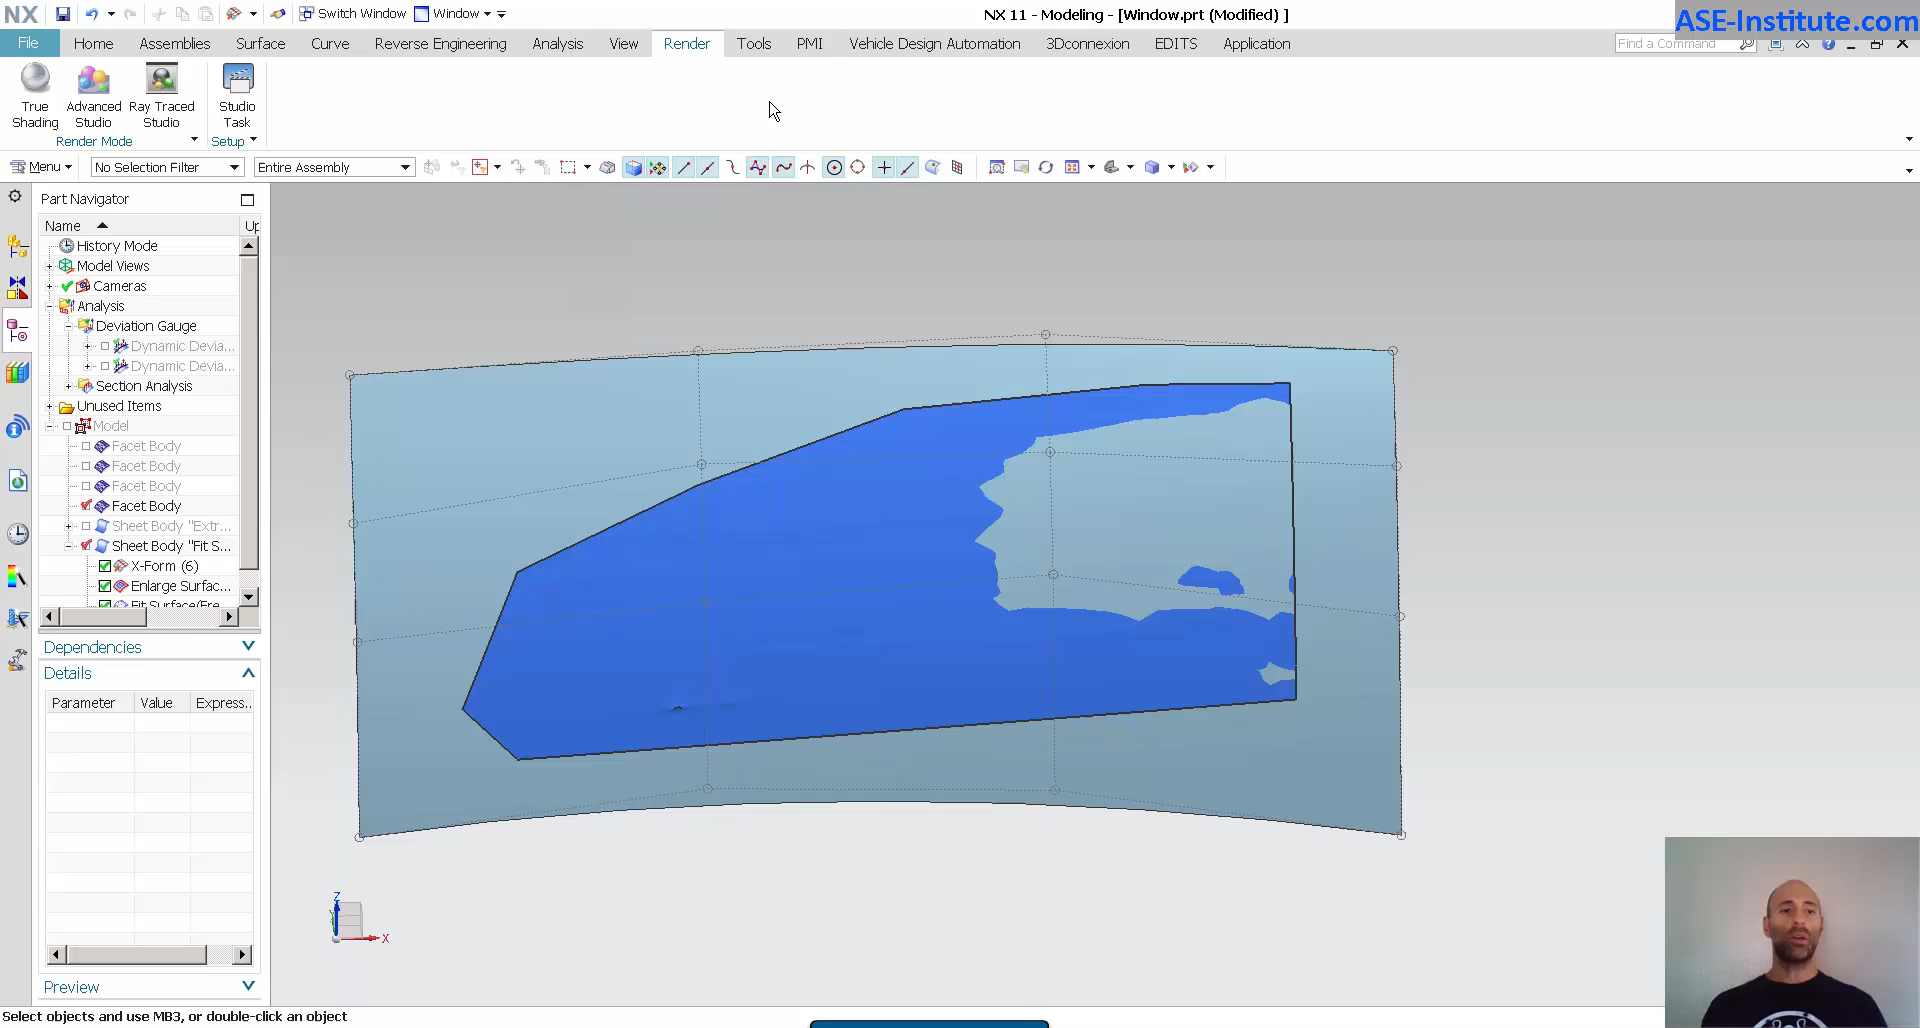 NX Switch Window Window NX 11 - Modeling - [Window.prt (Modified) ] ASE-Institute.com
File Home Assemblies Surface Curve Reverse Engineering Analysis View Render Tools PMI Vehicle Design Automation 3Dconnexion EDITS Application Find a Command
True Shading
Advanced Studio
Ray Traced Studio
Studio Task
Render Mode Setup
Menu No Selection Filter Entire Assembly
Part Navigator
Name Up
History Mode
Model Views
Cameras
Analysis
Deviation Gauge
Dynamic Devia...
Dynamic Devia...
Section Analysis
Unused Items
Model
Facet Body
Facet Body
Facet Body
Facet Body
Sheet Body "Extr...
Sheet Body "Fit S...
X-Form (6)
Enlarge Surfac...
Fit Surface(Fre
Dependencies
Details
Parameter Value Express..
Preview
Z
X
Select objects and use MB3, or double-click an object